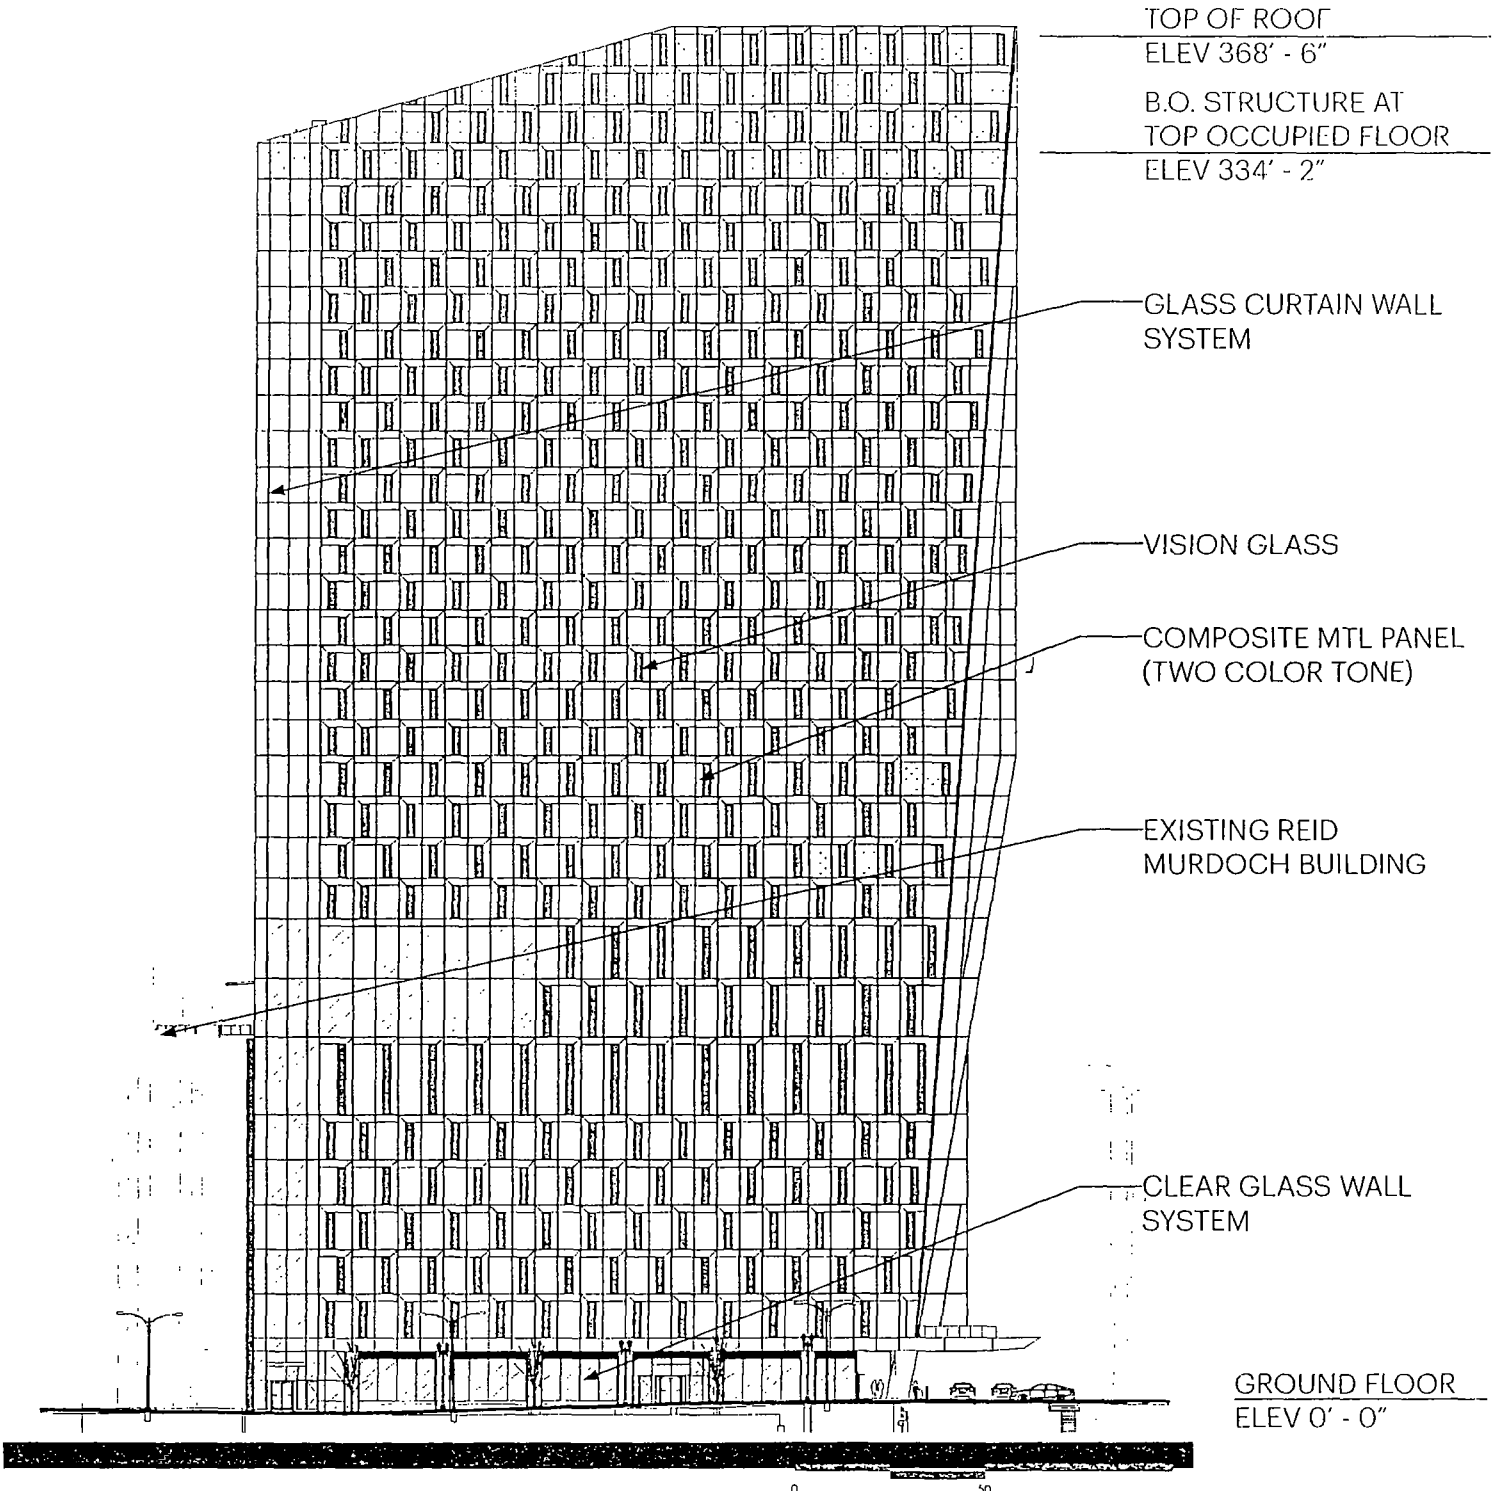 TOP OF ROOF
ELEV 368' - 6"
B.O. STRUCTURE AT
TOP OCCUPIED FLOOR
ELEV 334' - 2"
GLASS CURTAIN WALL
SYSTEM
VISION GLASS
COMPOSITE MTL PANEL
(TWO COLOR TONE)
EXISTING REID
MURDOCH BUILDING
CLEAR GLASS WALL
SYSTEM
GROUND FLOOR
ELEV 0' - 0"
0 50